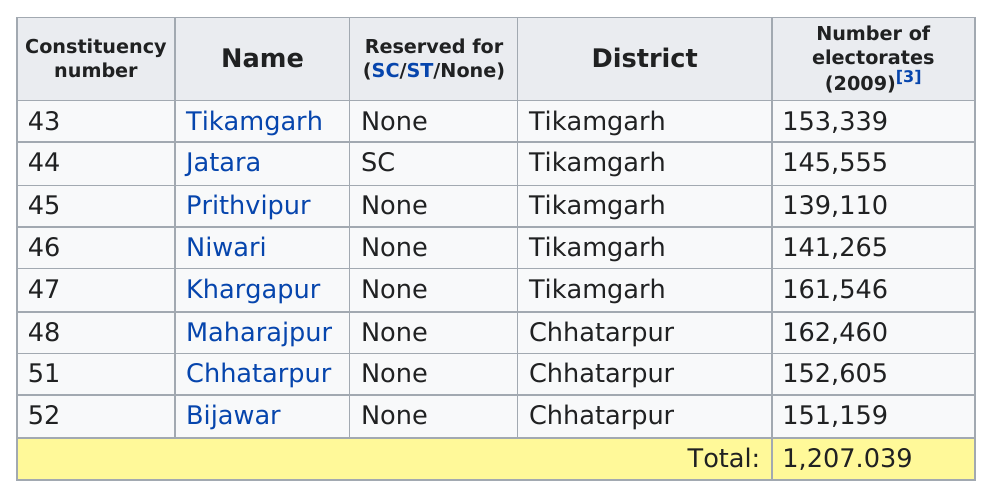 Constituency number | Name | Reserved for (SC/ST/None) | District | Number of electorates (2009)[3]
43 | Tikamgarh | None | Tikamgarh | 153,339
44 | Jatara | SC | Tikamgarh | 145,555
45 | Prithvipur | None | Tikamgarh | 139,110
46 | Niwari | None | Tikamgarh | 141,265
47 | Khargapur | None | Tikamgarh | 161,546
48 | Maharajpur | None | Chhatarpur | 162,460
51 | Chhatarpur | None | Chhatarpur | 152,605
52 | Bijawar | None | Chhatarpur | 151,159
Total: | 1,207.039